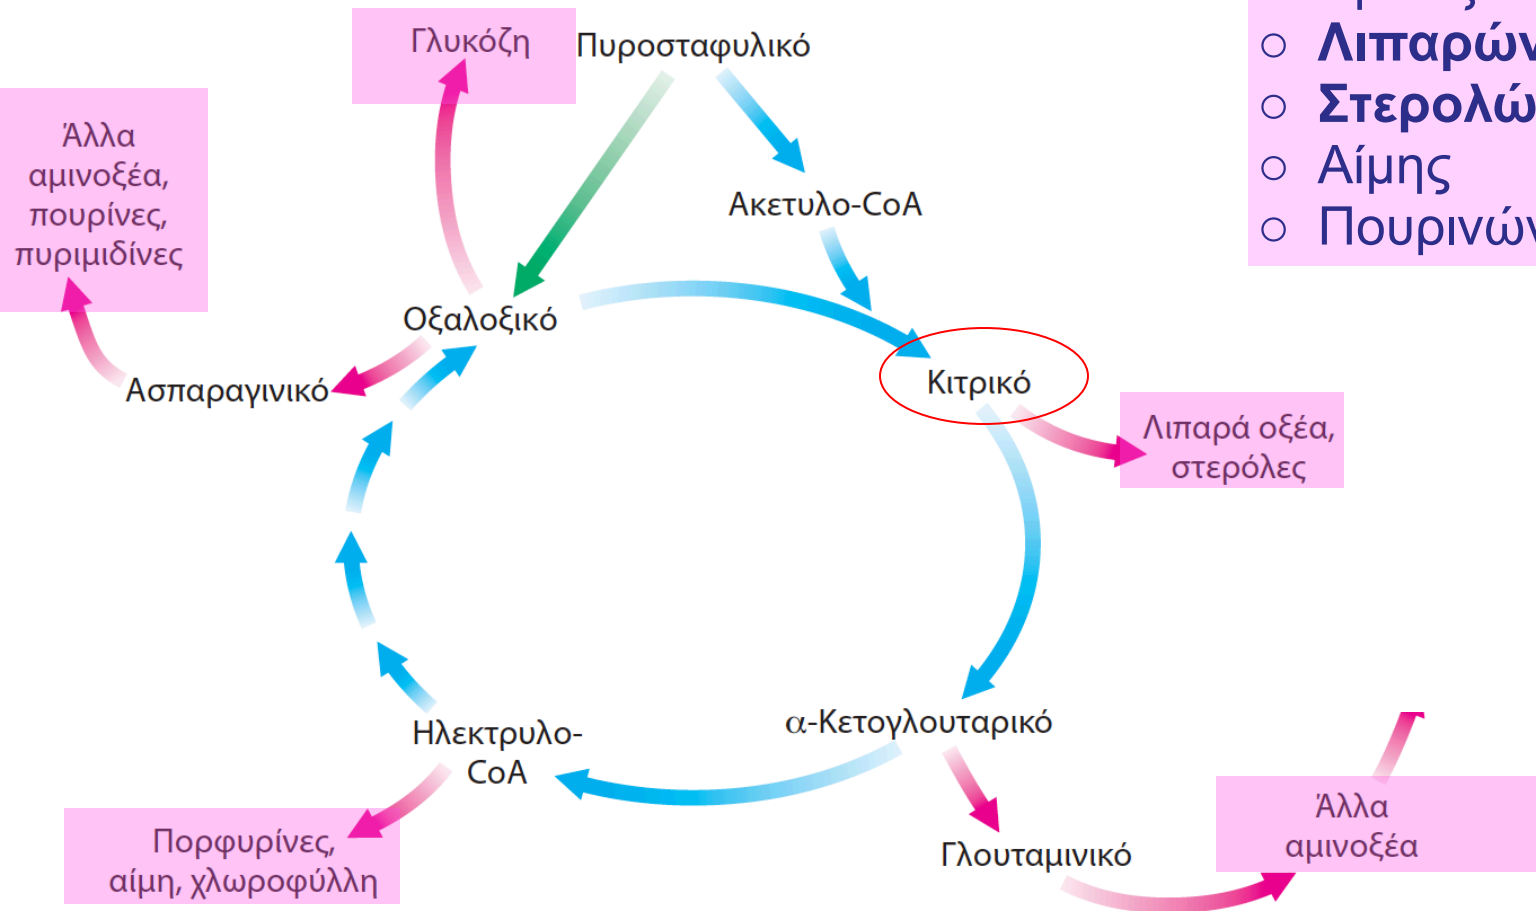 Γλυκόζη
Πυροσταφυλικό
Άλλα
αμινοξέα,
πουρίνες,
πυριμιδίνες
Ακετυλο-CoA
Οξαλοξικό
Ασπαραγινικό
Κιτρικό
Λιπαρά οξέα,
στερόλες
α-Κετογλουταρικό
Ηλεκτρυλο-
CoA
Πορφυρίνες,
αίμη, χλωροφύλλη
Γλουταμινικό
Άλλα
αμινοξέα
○ Λιπαρών
○ Στερολώ
○ Αίμης
○ Πουρινών